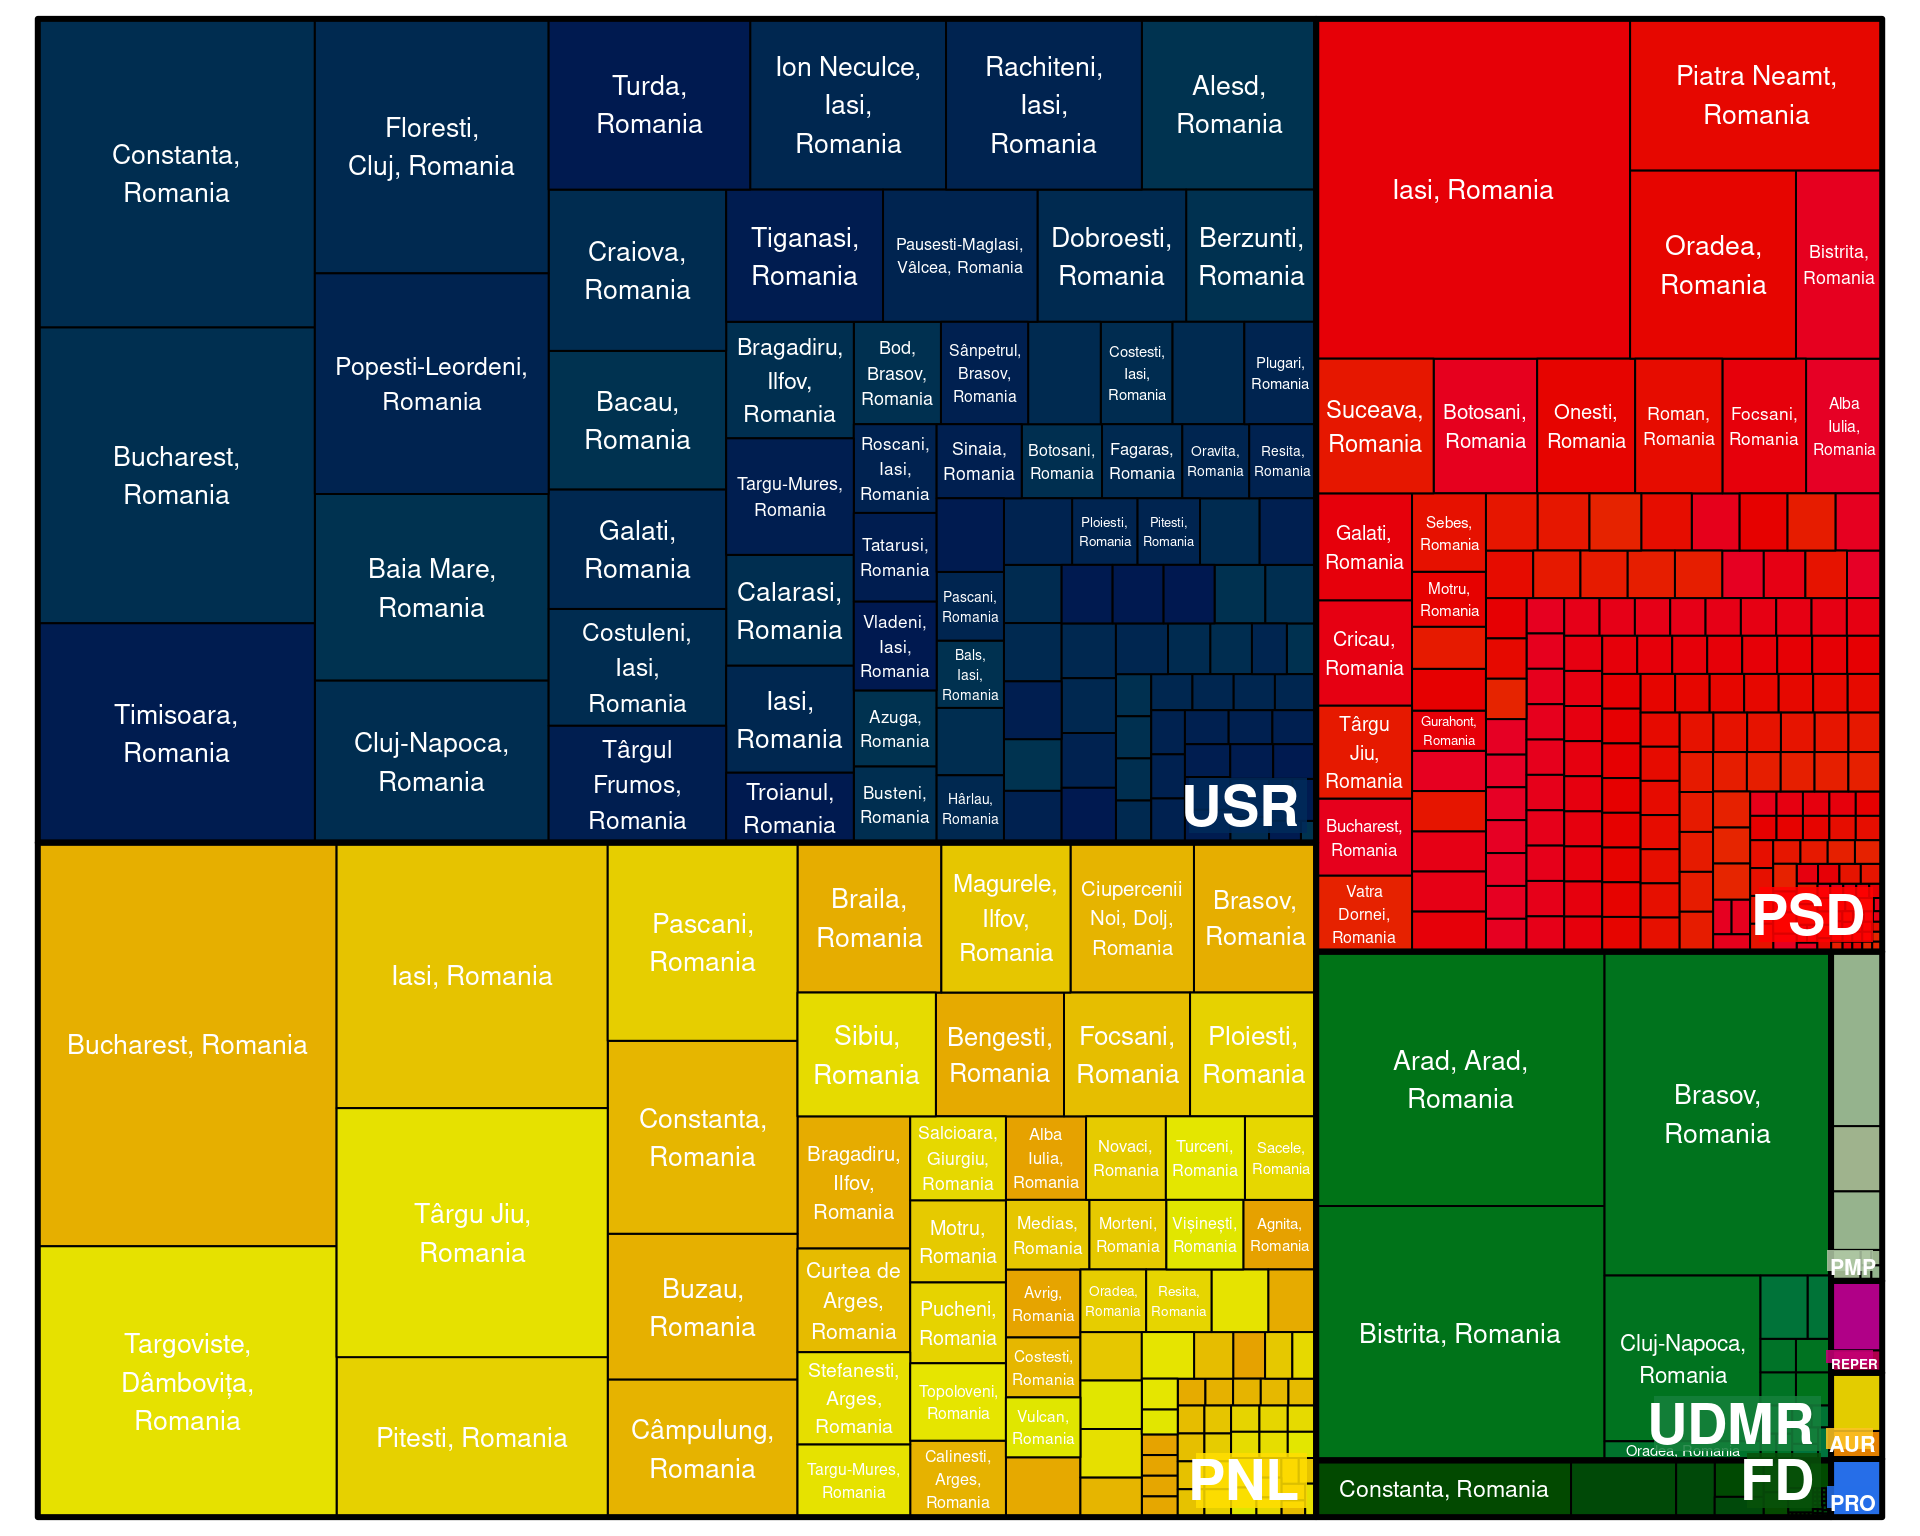 Constanta,
Romania
Bucharest,
Romania
Timisoara,
Romania
Floresti,
Cluj, Romania
Popesti-Leordeni,
Romania
Baia Mare,
Romania
Cluj-Napoca,
Romania
Turda,
Romania
Ion Neculce,
Iasi,
Romania
Rachiteni,
Iasi,
Romania
Alesd,
Romania
Craiova,
Romania
Bacau,
Romania
Galati,
Romania
Costuleni,
Iasi,
Romania
Târgul
Frumos,
Romania
Tiganasi,
Romania
Pausesti-Maglasi,
Vâlcea, Romania
Dobroesti,
Romania
Berzunti,
Romania
Bragadiru,
Ilfov,
Romania
Targu-Mures,
Romania
Calarasi,
Romania
Iasi,
Romania
Troianul,
Romania
Bod,
Brasov,
Romania
Sânpetrul,
Brasov,
Romania
Costesti,
Iasi,
Romania
Plugari,
Romania
Roscani,
Iasi,
Romania
Tatarusi,
Romania
Vladeni,
Iasi,
Romania
Azuga,
Romania
Busteni,
Romania
Sinaia,
Romania
Botosani,
Romania
Fagaras,
Romania
Oravita,
Romania
Resita,
Romania
Ploiesti,
Romania
Pitesti,
Romania
Pascani,
Romania
Bals,
Iasi,
Romania
Hârlau,
Romania
USR
Iasi, Romania
Piatra Neamt,
Romania
Oradea,
Romania
Bistrita,
Romania
Suceava,
Romania
Botosani,
Romania
Onesti,
Romania
Roman,
Romania
Focsani,
Romania
Alba
Iulia,
Romania
Galati,
Romania
Cricau,
Romania
Târgu
Jiu,
Romania
Bucharest,
Romania
Vatra
Dornei,
Romania
Sebes,
Romania
Motru,
Romania
Gurahont,
Romania
PSD
Bucharest, Romania
Targoviste,
Dâmbovița,
Romania
Iasi, Romania
Târgu Jiu,
Romania
Pitesti, Romania
Pascani,
Romania
Constanta,
Romania
Buzau,
Romania
Câmpulung,
Romania
Braila,
Romania
Magurele,
Ilfov,
Romania
Ciupercenii
Noi, Dolj,
Romania
Brasov,
Romania
Sibiu,
Romania
Bengesti,
Romania
Focsani,
Romania
Ploiesti,
Romania
Bragadiru,
Ilfov,
Romania
Curtea de
Arges,
Romania
Stefanesti,
Arges,
Romania
Targu-Mures,
Romania
Salcioara,
Giurgiu,
Romania
Motru,
Romania
Pucheni,
Romania
Topoloveni,
Romania
Calinesti,
Arges,
Romania
Alba
Iulia,
Romania
Novaci,
Romania
Turceni,
Romania
Sacele,
Romania
Medias,
Romania
Morteni,
Romania
Vișinești,
Romania
Agnita,
Romania
Avrig,
Romania
Oradea,
Romania
Resita,
Romania
Costesti,
Romania
Vulcan,
Romania
PNL
Arad, Arad,
Romania
Bistrita, Romania
Brasov,
Romania
Cluj-Napoca,
Romania
Oradea, Romania
UDMR
Constanta, Romania
FD
PMP
REPER
AUR
PRO